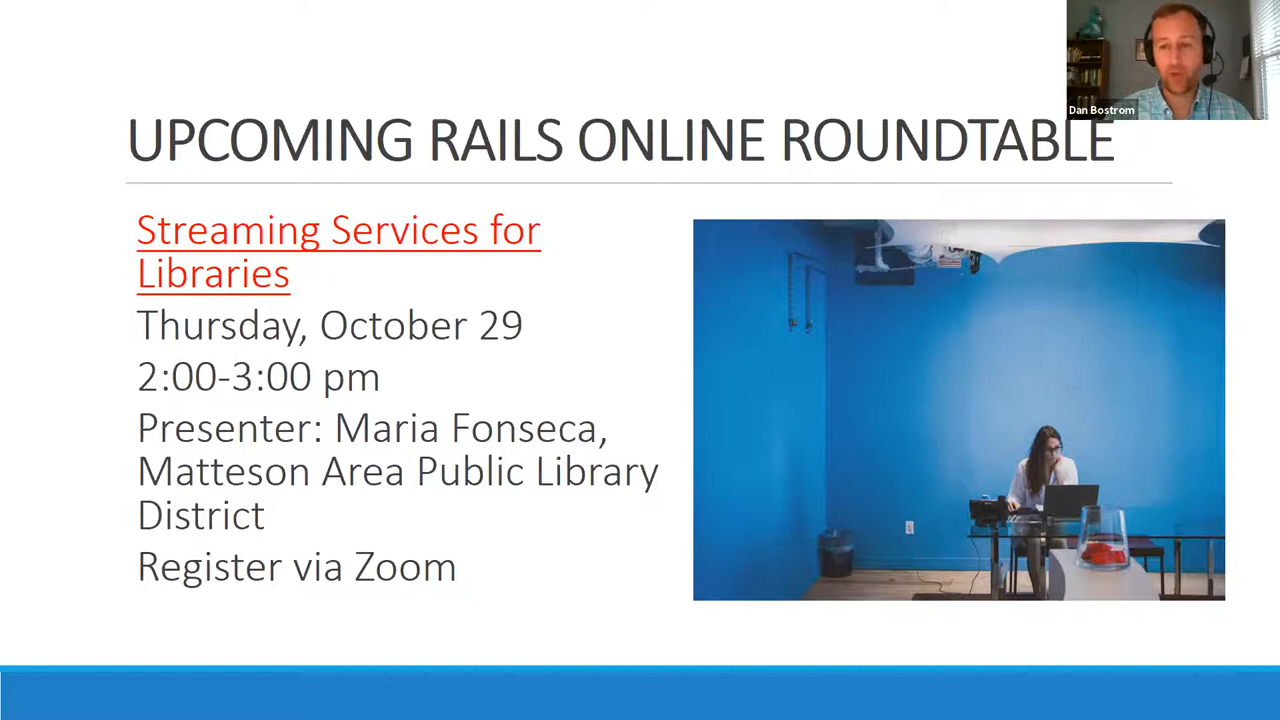 Dan Bostrom
UPCOMING RAILS ONLINE ROUNDTABLE
Streaming Services for
Libraries
Thursday, October 29
2:00-3:00 pm
Presenter: Maria Fonseca,
Matteson Area Public Library
District
Register via Zoom